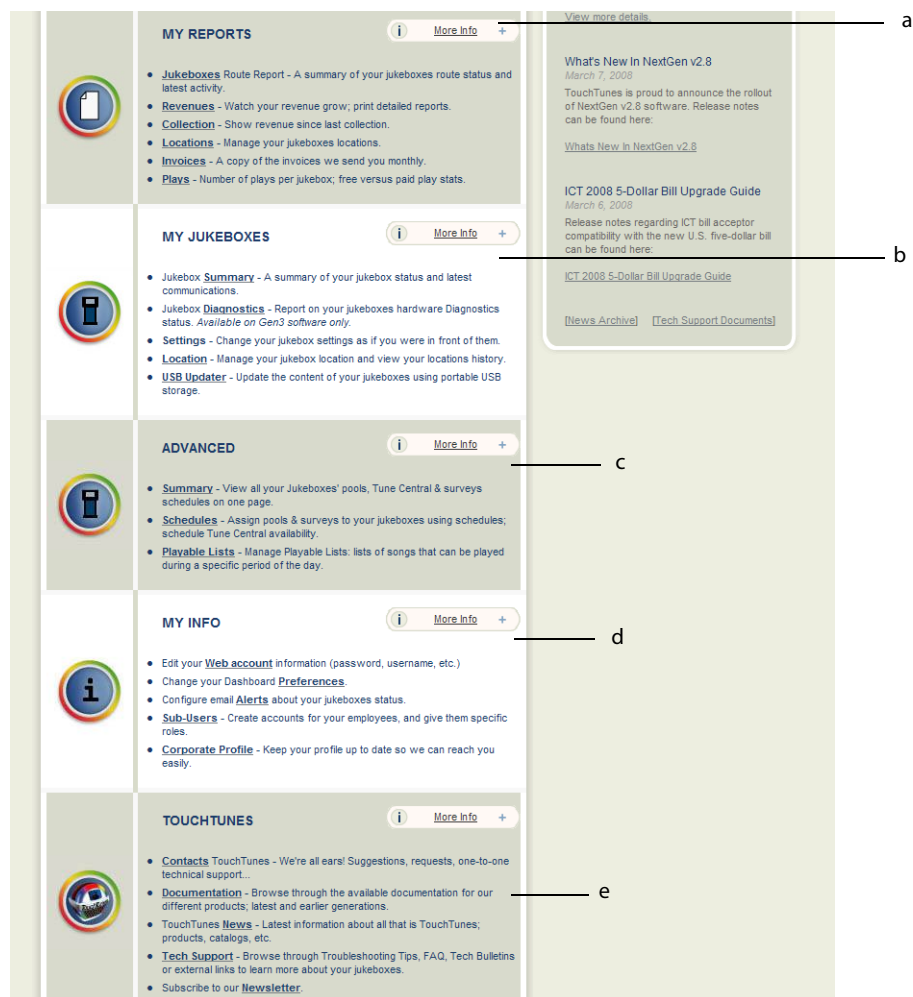 MY REPORTS
i More Info +
a
Jukeboxes Route Report - A summary of your jukeboxes route status and
latest activity.
Revenues - Watch your revenue grow; print detailed reports.
Collection - Show revenue since last collection.
Locations - Manage your jukeboxes locations.
Invoices - A copy of the invoices we send you monthly.
Plays - Number of plays per jukebox; free versus paid play stats.
MY JUKEBOXES
i More Info +
b
Jukebox Summary - A summary of your jukebox status and latest
communications.
Jukebox Diagnostics - Report on your jukeboxes hardware Diagnostics
status. Available on Gen3 software only.
Settings - Change your jukebox settings as if you were in front of them.
Location - Manage your jukebox location and view your locations history.
USB Updater - Update the content of your jukeboxes using portable USB
storage.
ADVANCED
i More Info +
c
Summary - View all your Jukeboxes' pools, Tune Central & surveys
schedules on one page.
Schedules - Assign pools & surveys to your jukeboxes using schedules;
schedule Tune Central availability.
Playable Lists - Manage Playable Lists: lists of songs that can be played
during a specific period of the day.
MY INFO
i More Info +
d
Edit your Web account information (password, username, etc.)
Change your Dashboard Preferences.
Configure email Alerts about your jukeboxes status.
Sub-Users - Create accounts for your employees, and give them specific
roles.
Corporate Profile - Keep your profile up to date so we can reach you
easily.
TOUCHTUNES
i More Info +
Contacts TouchTunes - We're all ears! Suggestions, requests, one-to-one
technical support...
Documentation - Browse through the available documentation for our
different products; latest and earlier generations.
e
TouchTunes News - Latest information about all that is TouchTunes;
products, catalogs, etc.
Tech Support - Browse through Troubleshooting Tips, FAQ, Tech Bulletins
or external links to learn more about your jukeboxes.
Subscribe to our Newsletter.
View more details.
What's New In NextGen v2.8
March 7, 2008
TouchTunes is proud to announce the rollout
of NextGen v2.8 software. Release notes
can be found here:
Whats New In NextGen v2.8
ICT 2008 5-Dollar Bill Upgrade Guide
March 6, 2008
Release notes regarding ICT bill acceptor
compatibility with the new U.S. five-dollar bill
can be found here:
ICT 2008 5-Dollar Bill Upgrade Guide
[News Archive] [Tech Support Documents]